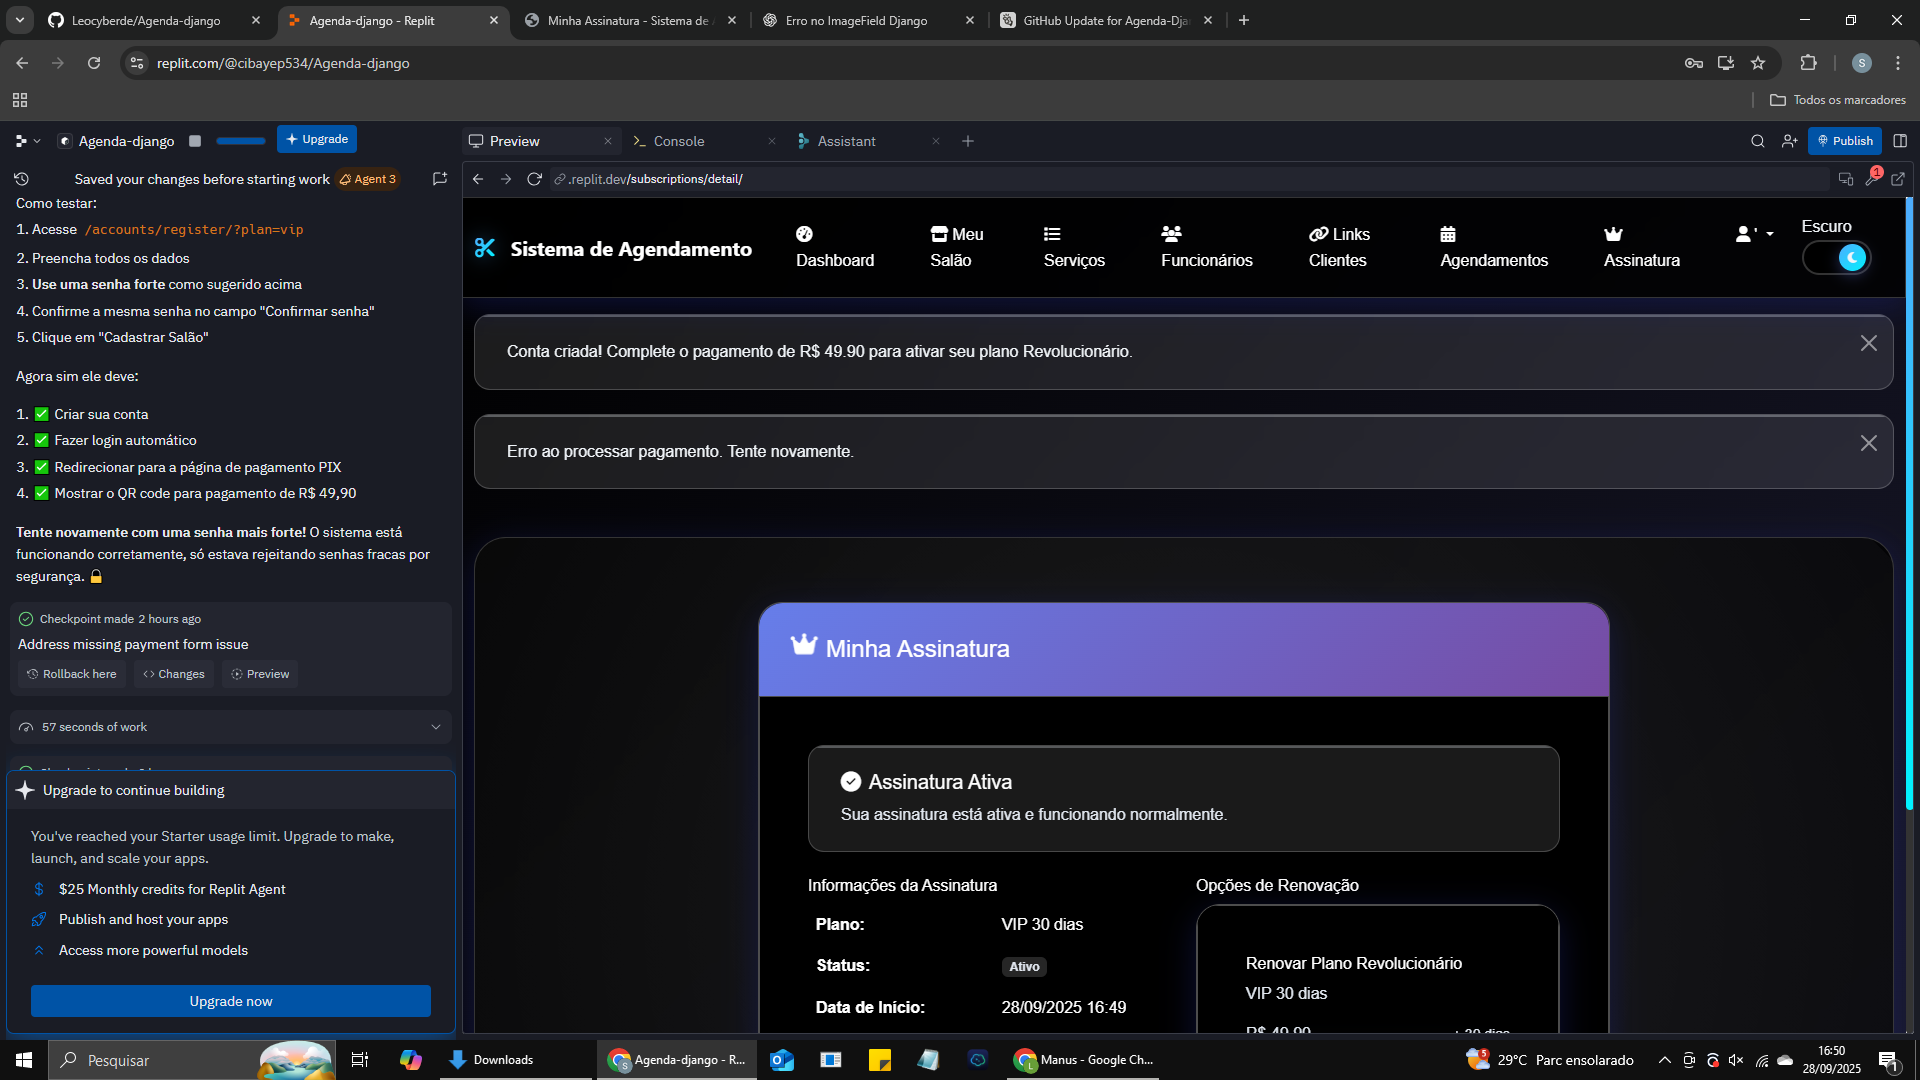 Leocyberde/Agenda-django
Agenda-django - Replit
Minha Assinatura - Sistema de
Erro no ImageField Django
GitHub Update for Agenda-Dja
replit.com/@cibayep534/Agenda-django
S
Todos os marcadores
Agenda-django
Upgrade
Preview
Console
Assistant
Publish
Saved your changes before starting work
Agent 3
.replit.dev/subscriptions/detail/
1
Como testar:
1. Acesse /accounts/register/?plan=vip
2. Preencha todos os dados
3. Use uma senha forte como sugerido acima
4. Confirme a mesma senha no campo "Confirmar senha"
5. Clique em "Cadastrar Salão"
Agora sim ele deve:
1. ✅ Criar sua conta
2. ✅ Fazer login automático
3. ✅ Redirecionar para a página de pagamento PIX
4. ✅ Mostrar o QR code para pagamento de R$ 49,90
Tente novamente com uma senha mais forte! O sistema está
funcionando corretamente, só estava rejeitando senhas fracas por
segurança. 🔒
Checkpoint made 2 hours ago
Address missing payment form issue
Rollback here
Changes
Preview
57 seconds of work
Upgrade to continue building
You've reached your Starter usage limit. Upgrade to make,
launch, and scale your apps.
$25 Monthly credits for Replit Agent
Publish and host your apps
Access more powerful models
Upgrade now
Sistema de Agendamento
Dashboard
Meu
Salão
Serviços
Funcionários
Links
Clientes
Agendamentos
Assinatura
'
Escuro
Conta criada! Complete o pagamento de R$ 49.90 para ativar seu plano Revolucionário.
Erro ao processar pagamento. Tente novamente.
Minha Assinatura
Assinatura Ativa
Sua assinatura está ativa e funcionando normalmente.
Informações da Assinatura
Plano: VIP 30 dias
Status: Ativo
Data de Início: 28/09/2025 16:49
Opções de Renovação
Renovar Plano Revolucionário
VIP 30 dias
R$ 49.90
+ 30 dias
Pesquisar
Downloads
Agenda-django - R...
Manus - Google Ch...
5
29°C Parc ensolarado
16:50
28/09/2025
1